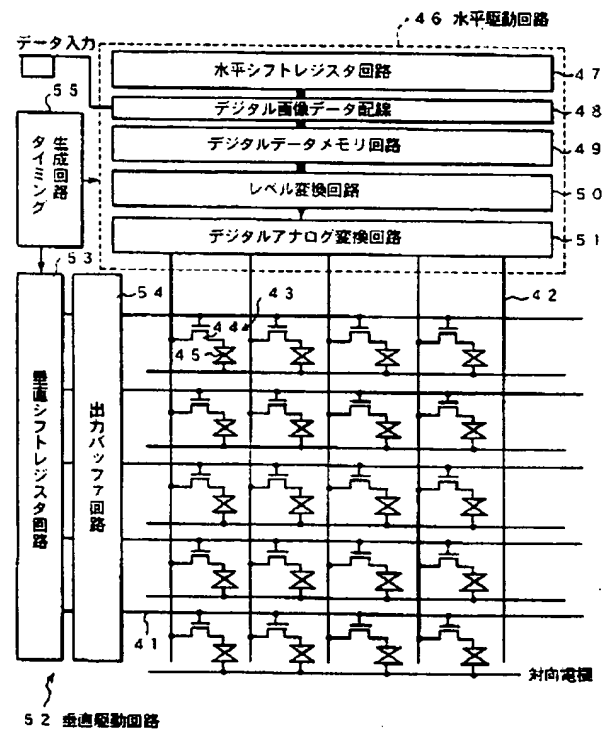 46 水平駆動回路
データ入力
水平シフトレジスタ回路
47
デジタル画像データ配線
48
デジタルデータメモリ回路
49
レベル変換回路
50
デジタルアナログ変換回路
51
55
タイミング
生成回路
53
54
43
42
44
45
垂直シフトレジスタ回路
出力バッファ回路
41
対向電極
52 垂直駆動回路